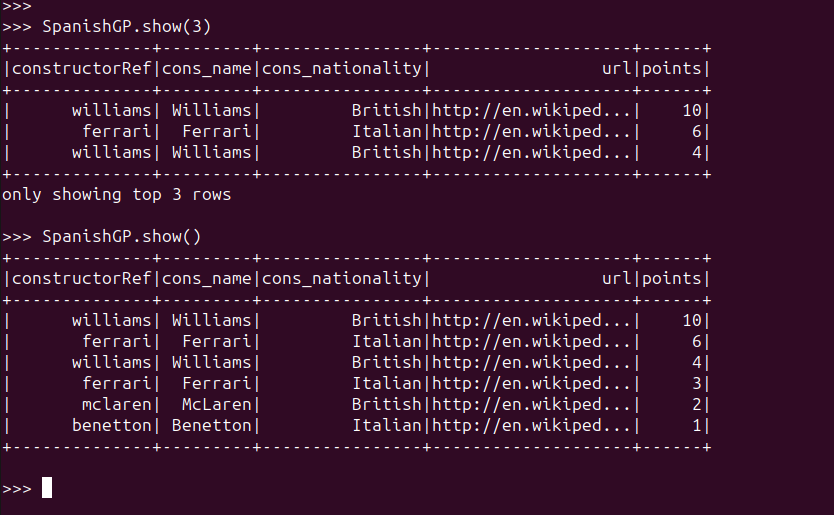 >>>
>>> SpanishGP.show(3)
+--------------+---------+----------------+--------------------+------+
|constructorRef|cons_name|cons_nationality|                 url|points|
+--------------+---------+----------------+--------------------+------+
|      williams| Williams|         British|http://en.wikiped...|    10|
|       ferrari|  Ferrari|         Italian|http://en.wikiped...|     6|
|      williams| Williams|         British|http://en.wikiped...|     4|
+--------------+---------+----------------+--------------------+------+
only showing top 3 rows
>>> SpanishGP.show()
+--------------+---------+----------------+--------------------+------+
|constructorRef|cons_name|cons_nationality|                 url|points|
+--------------+---------+----------------+--------------------+------+
|      williams| Williams|         British|http://en.wikiped...|    10|
|       ferrari|  Ferrari|         Italian|http://en.wikiped...|     6|
|      williams| Williams|         British|http://en.wikiped...|     4|
|       ferrari|  Ferrari|         Italian|http://en.wikiped...|     3|
|       mclaren|  McLaren|         British|http://en.wikiped...|     2|
|      benetton| Benetton|         Italian|http://en.wikiped...|     1|
+--------------+---------+----------------+--------------------+------+
>>>